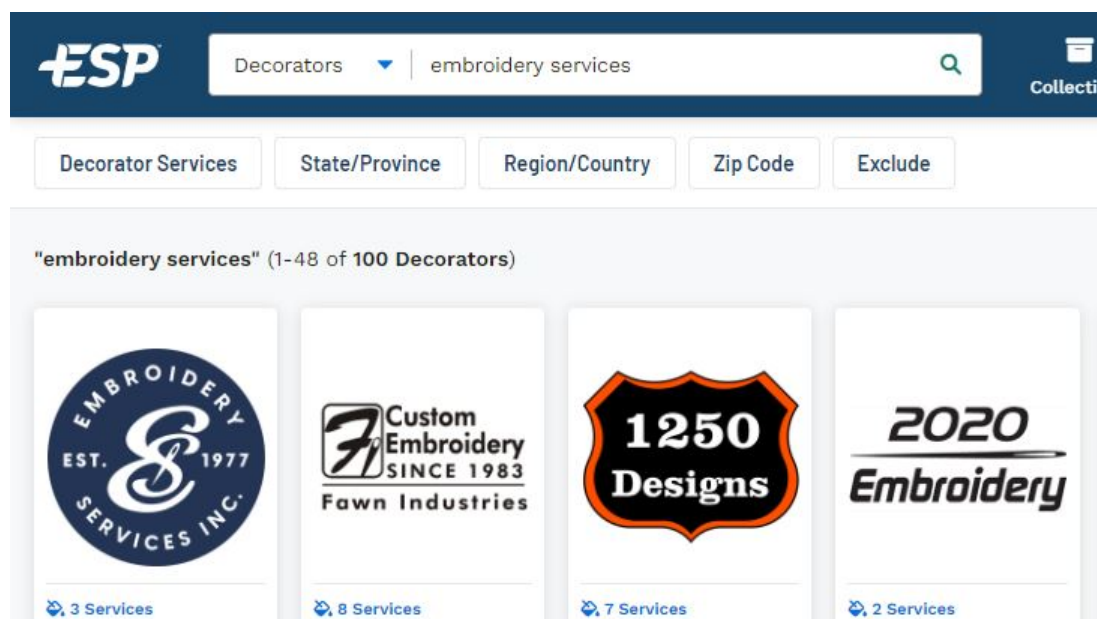 ESP
Decorators
embroidery services
Collecti
Decorator Services
State/Province
Region/Country
Zip Code
Exclude
"embroidery services" (1-48 of 100 Decorators)
EMBROIDERY
EST. 1977
SERVICES INC.
Custom
Embroidery
SINCE 1983
Fawn Industries
1250
Designs
2020
Embroidery
3 Services
8 Services
7 Services
2 Services